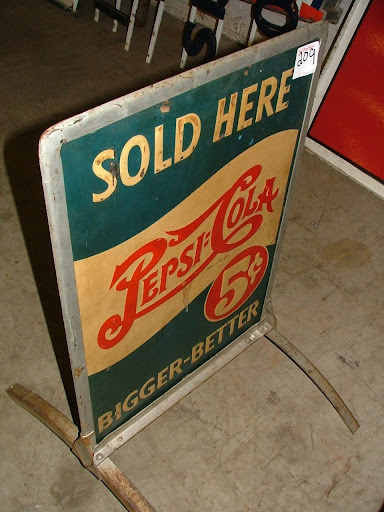 209
SOLD HERE
PEPSI:COLA
5¢
BIGGER-BETTER